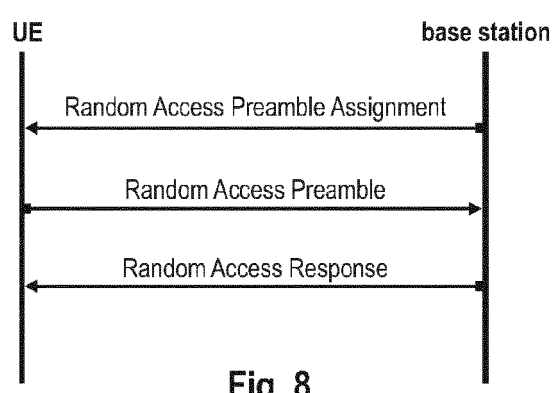 UE
base station
Random Access Preamble Assignment
Random Access Preamble
Random Access Response
Fig. 8